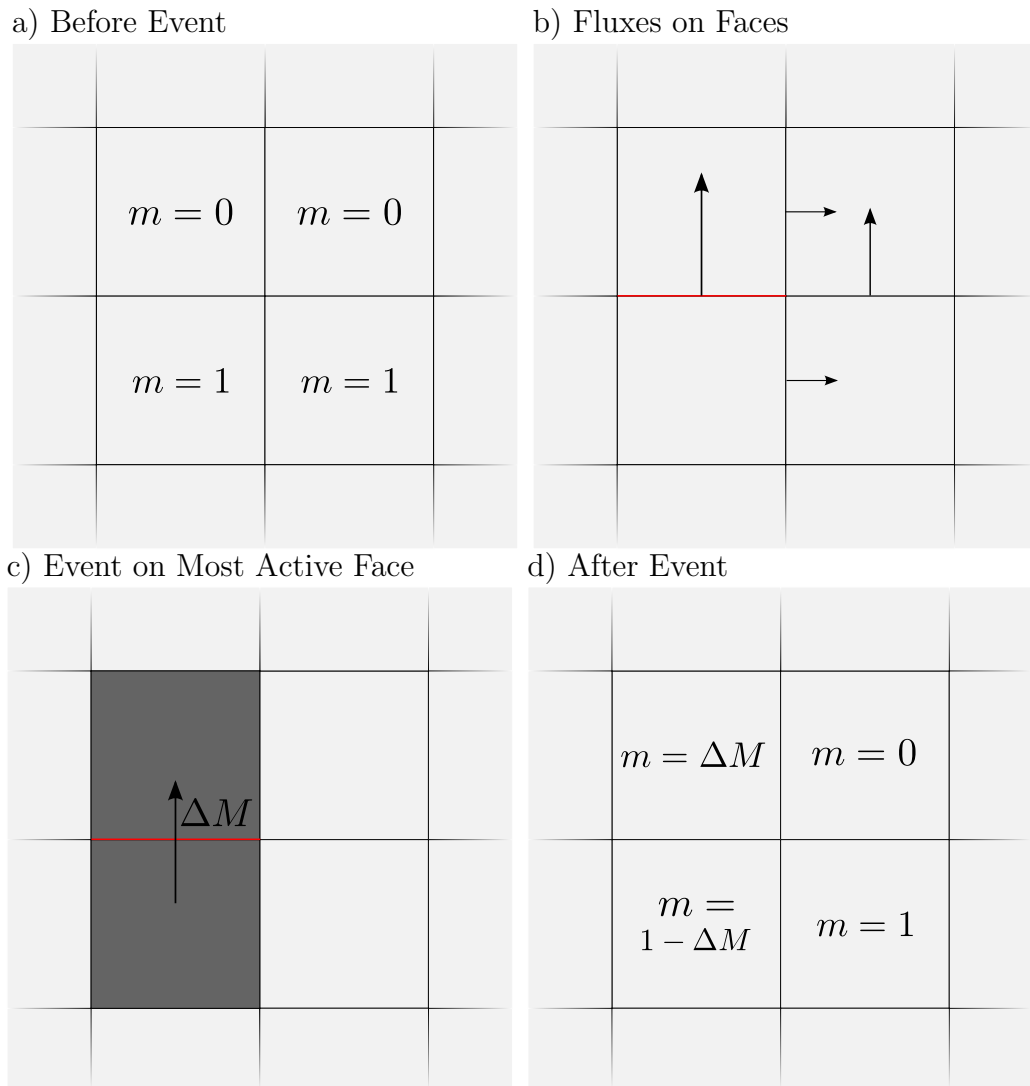 a) Before Event
b) Fluxes on Faces
m = 0
m = 0
m = 1
m = 1
c) Event on Most Active Face
d) After Event
ΔM
m = ΔM
m = 0
m =
1 − ΔM
m = 1